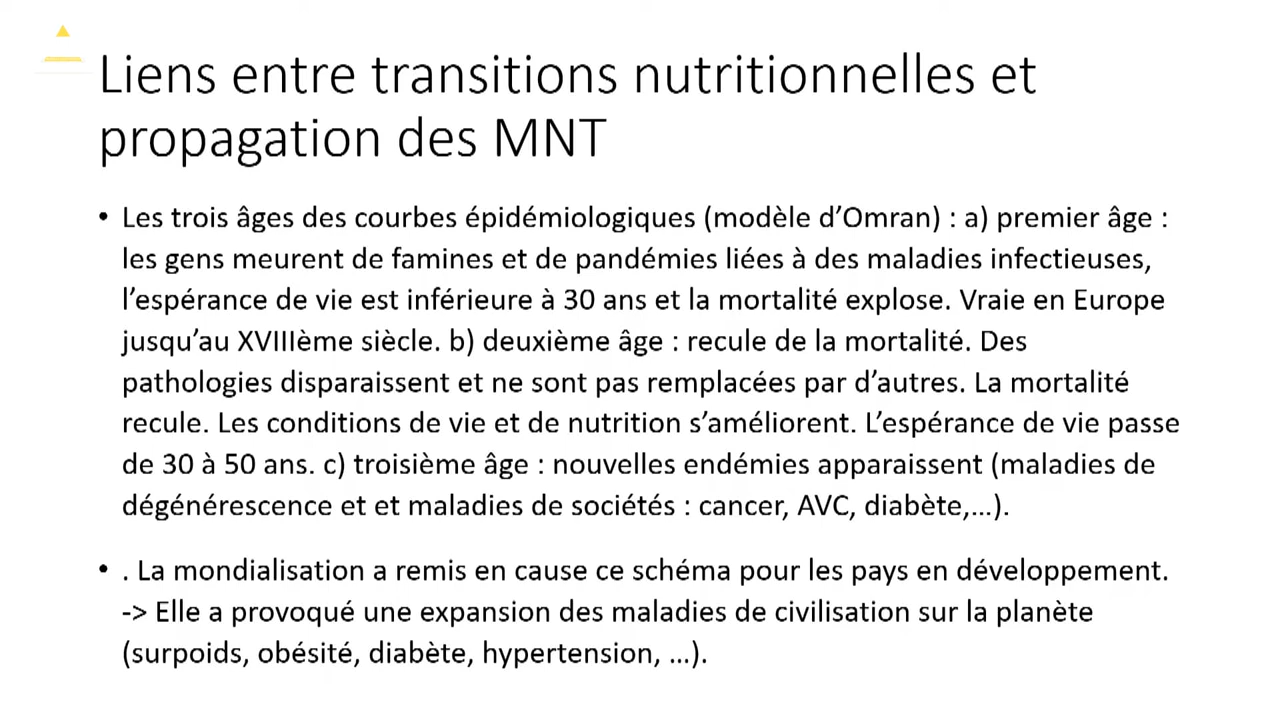 Liens entre transitions nutritionnelles et
propagation des MNT
• Les trois âges des courbes épidémiologiques (modèle d’Omran) : a) premier âge :
les gens meurent de famines et de pandémies liées à des maladies infectieuses,
l’espérance de vie est inférieure à 30 ans et la mortalité explose. Vraie en Europe
jusqu’au XVIIIème siècle. b) deuxième âge : recule de la mortalité. Des
pathologies disparaissent et ne sont pas remplacées par d’autres. La mortalité
recule. Les conditions de vie et de nutrition s’améliorent. L’espérance de vie passe
de 30 à 50 ans. c) troisième âge : nouvelles endémies apparaissent (maladies de
dégénérescence et et maladies de sociétés : cancer, AVC, diabète,...).
• . La mondialisation a remis en cause ce schéma pour les pays en développement.
-> Elle a provoqué une expansion des maladies de civilisation sur la planète
(surpoids, obésité, diabète, hypertension, ...).